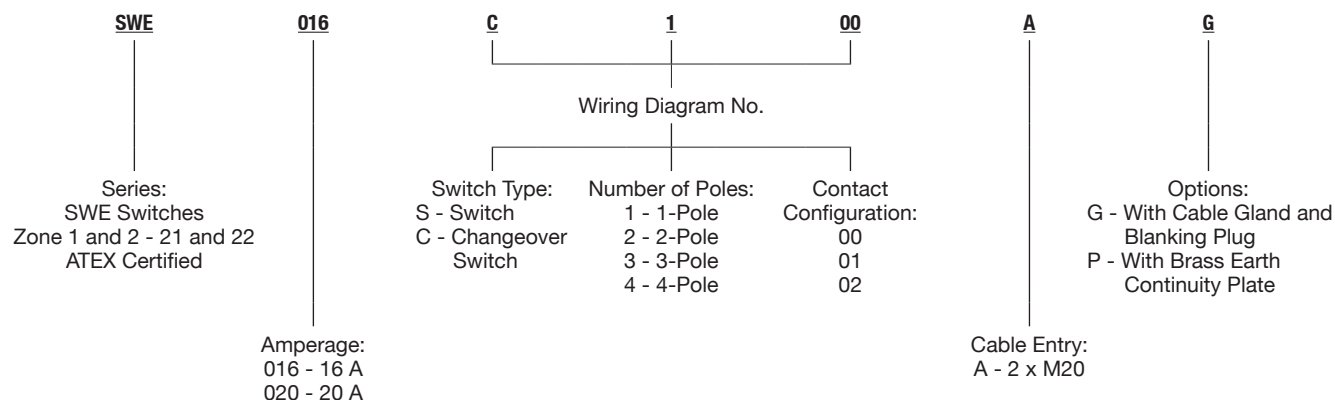 SWE 016 C 1 00 A G
Wiring Diagram No.
Series:
SWE Switches
Zone 1 and 2 - 21 and 22
ATEX Certified
Amperage:
016 - 16 A
020 - 20 A
Switch Type:
S - Switch
C - Changeover
Switch
Number of Poles:
1 - 1-Pole
2 - 2-Pole
3 - 3-Pole
4 - 4-Pole
Contact
Configuration:
00
01
02
Cable Entry:
A - 2 x M20
Options:
G - With Cable Gland and
Blanking Plug
P - With Brass Earth
Continuity Plate